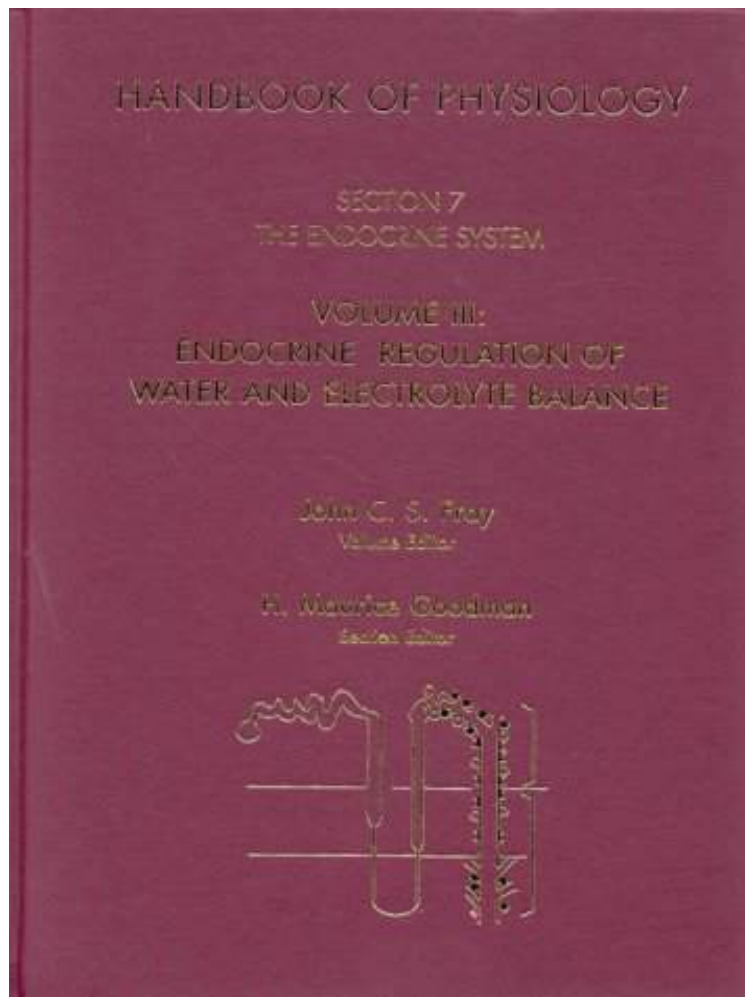 HANDBOOK OF PHYSIOLOGY
SECTION 7
THE ENDOCRINE SYSTEM
VOLUME III:
ENDOCRINE REGULATION OF
WATER AND ELECTROLYTE BALANCE
John C. S. Fray
Volume Editor
H. Maurice Goodman
Section Editor